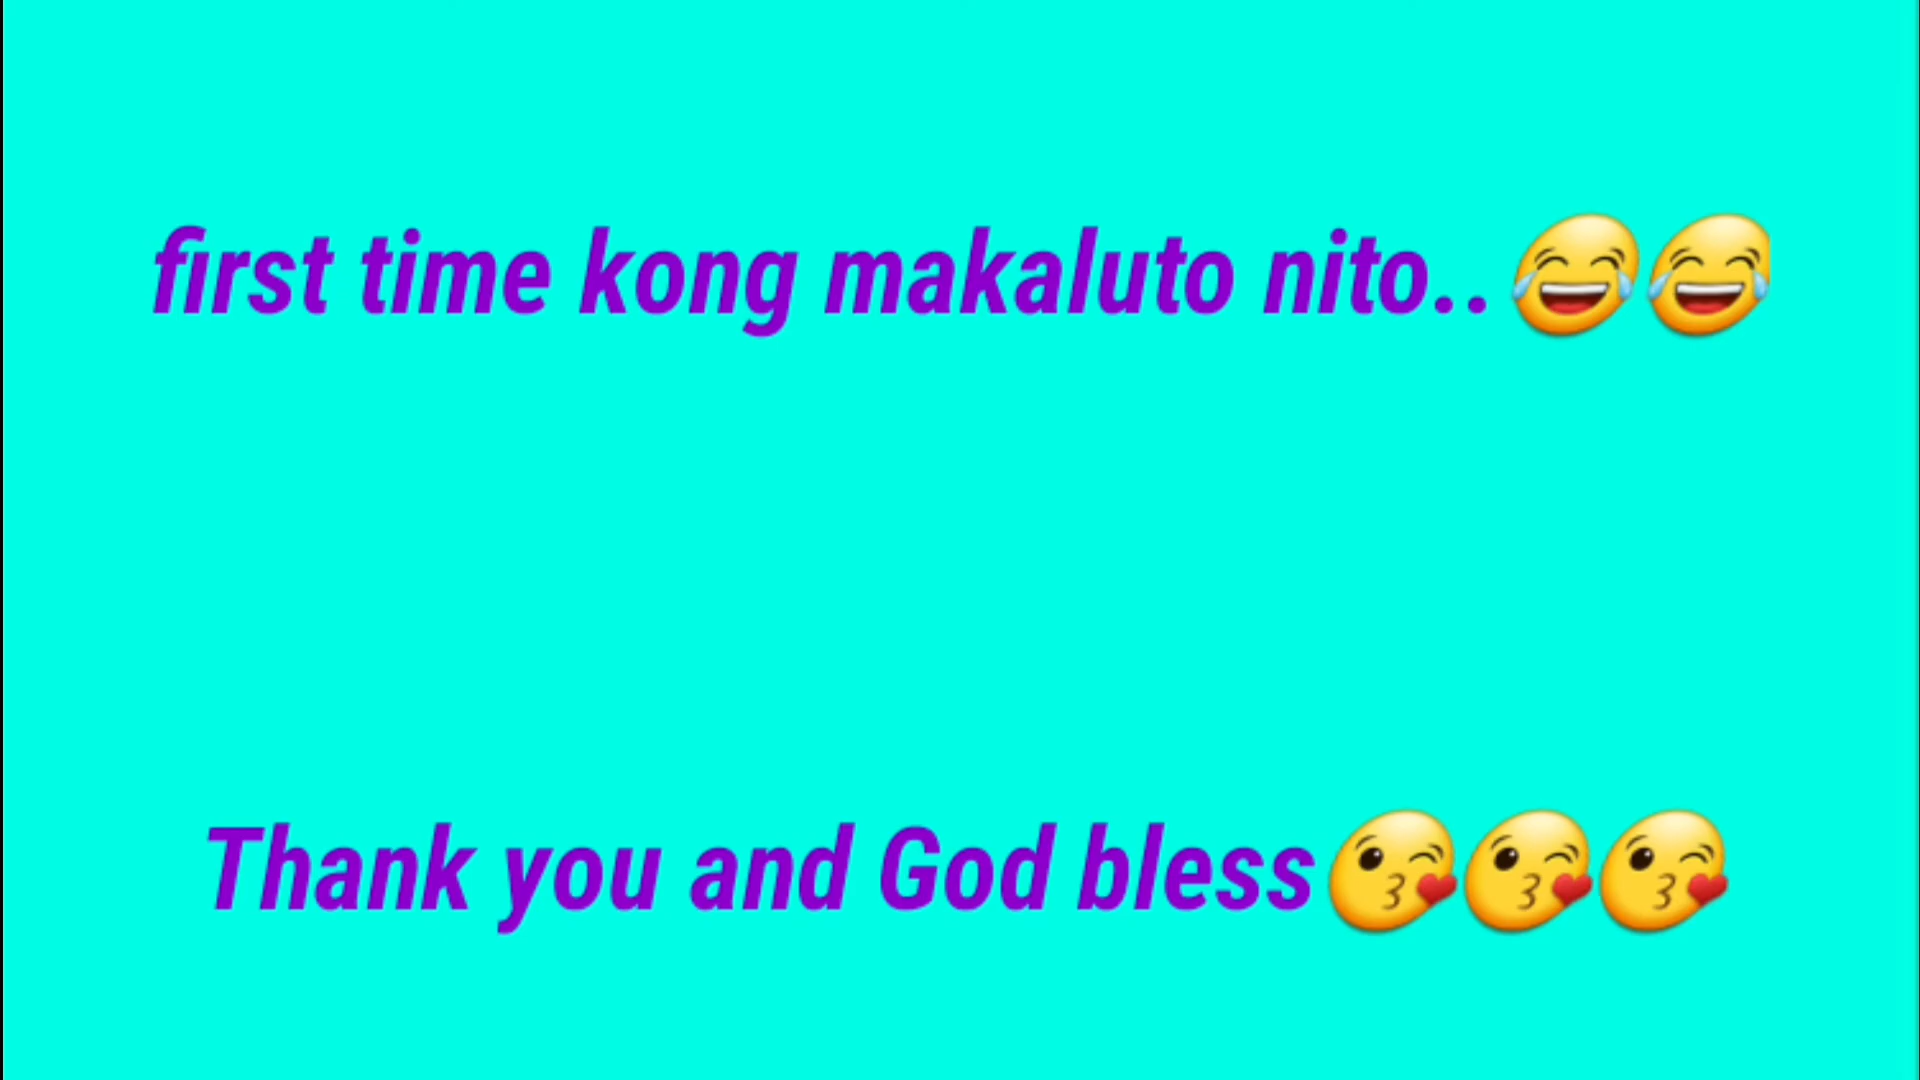 first time kong makaluto nito..😂😂
Thank you and God bless😘😘😘